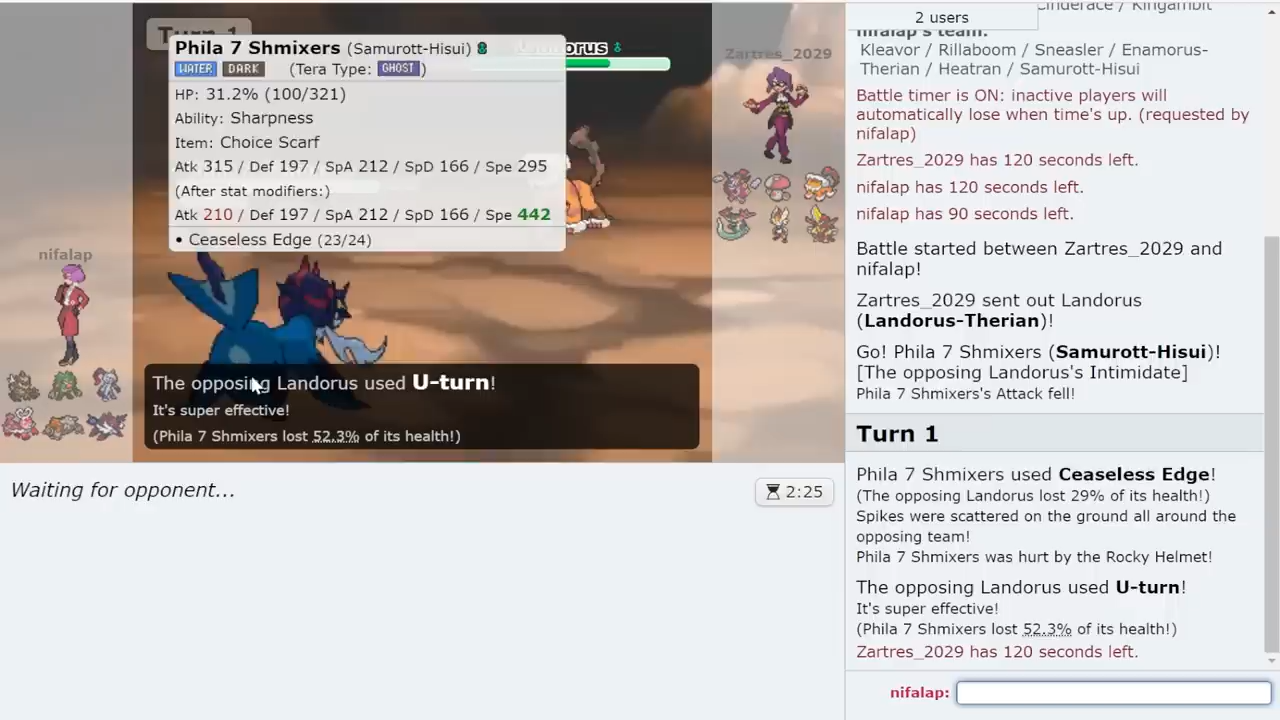 Turn 1
Phila 7 Shmixers (Samurott-Hisui)
WATER DARK (Tera Type: GHOST)
HP: 31.2% (100/321)
Ability: Sharpness
Item: Choice Scarf
Atk 315 / Def 197 / SpA 212 / SpD 166 / Spe 295
(After stat modifiers:)
Atk 210 / Def 197 / SpA 212 / SpD 166 / Spe 442
• Ceaseless Edge (23/24)
Zartres_2029
nifalap
The opposing Landorus used U-turn!
It's super effective!
(Phila 7 Shmixers lost 52.3% of its health!)
Waiting for opponent...
2:25
2 users
Cinderace / Kingambit
nifalap's team:
Kleavor / Rillaboom / Sneasler / Enamorus-
Therian / Heatran / Samurott-Hisui
Battle timer is ON: inactive players will
automatically lose when time's up. (requested by
nifalap)
Zartres_2029 has 120 seconds left.
nifalap has 120 seconds left.
nifalap has 90 seconds left.
Battle started between Zartres_2029 and
nifalap!
Zartres_2029 sent out Landorus
(Landorus-Therian)!
Go! Phila 7 Shmixers (Samurott-Hisui)!
[The opposing Landorus's Intimidate]
Phila 7 Shmixers's Attack fell!
Turn 1
Phila 7 Shmixers used Ceaseless Edge!
(The opposing Landorus lost 29% of its health!)
Spikes were scattered on the ground all around the
opposing team!
Phila 7 Shmixers was hurt by the Rocky Helmet!
The opposing Landorus used U-turn!
It's super effective!
(Phila 7 Shmixers lost 52.3% of its health!)
Zartres_2029 has 120 seconds left.
nifalap: